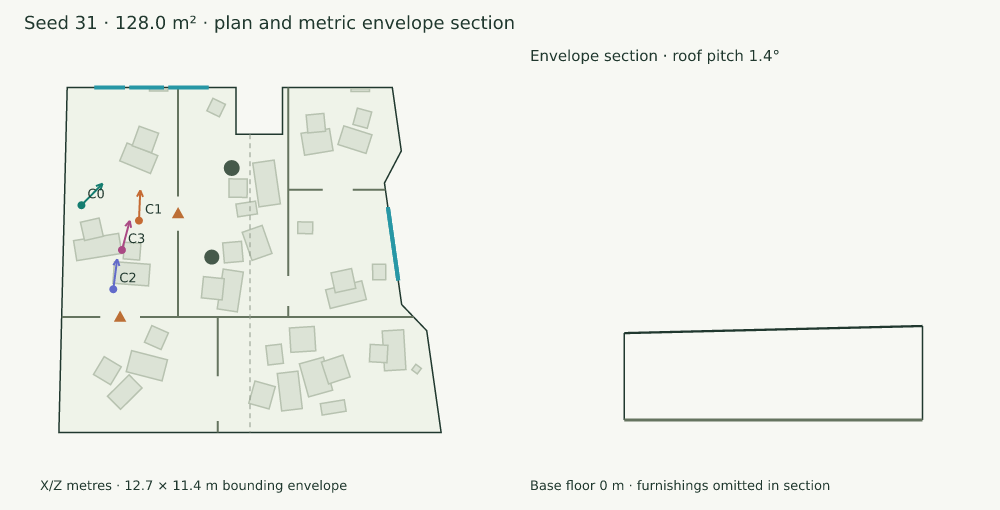 Seed 31 · 128.0 m² · plan and metric envelope section
Envelope section · roof pitch 1.4°
C0
C1
C3
C2
X/Z metres · 12.7 × 11.4 m bounding envelope
Base floor 0 m · furnishings omitted in section